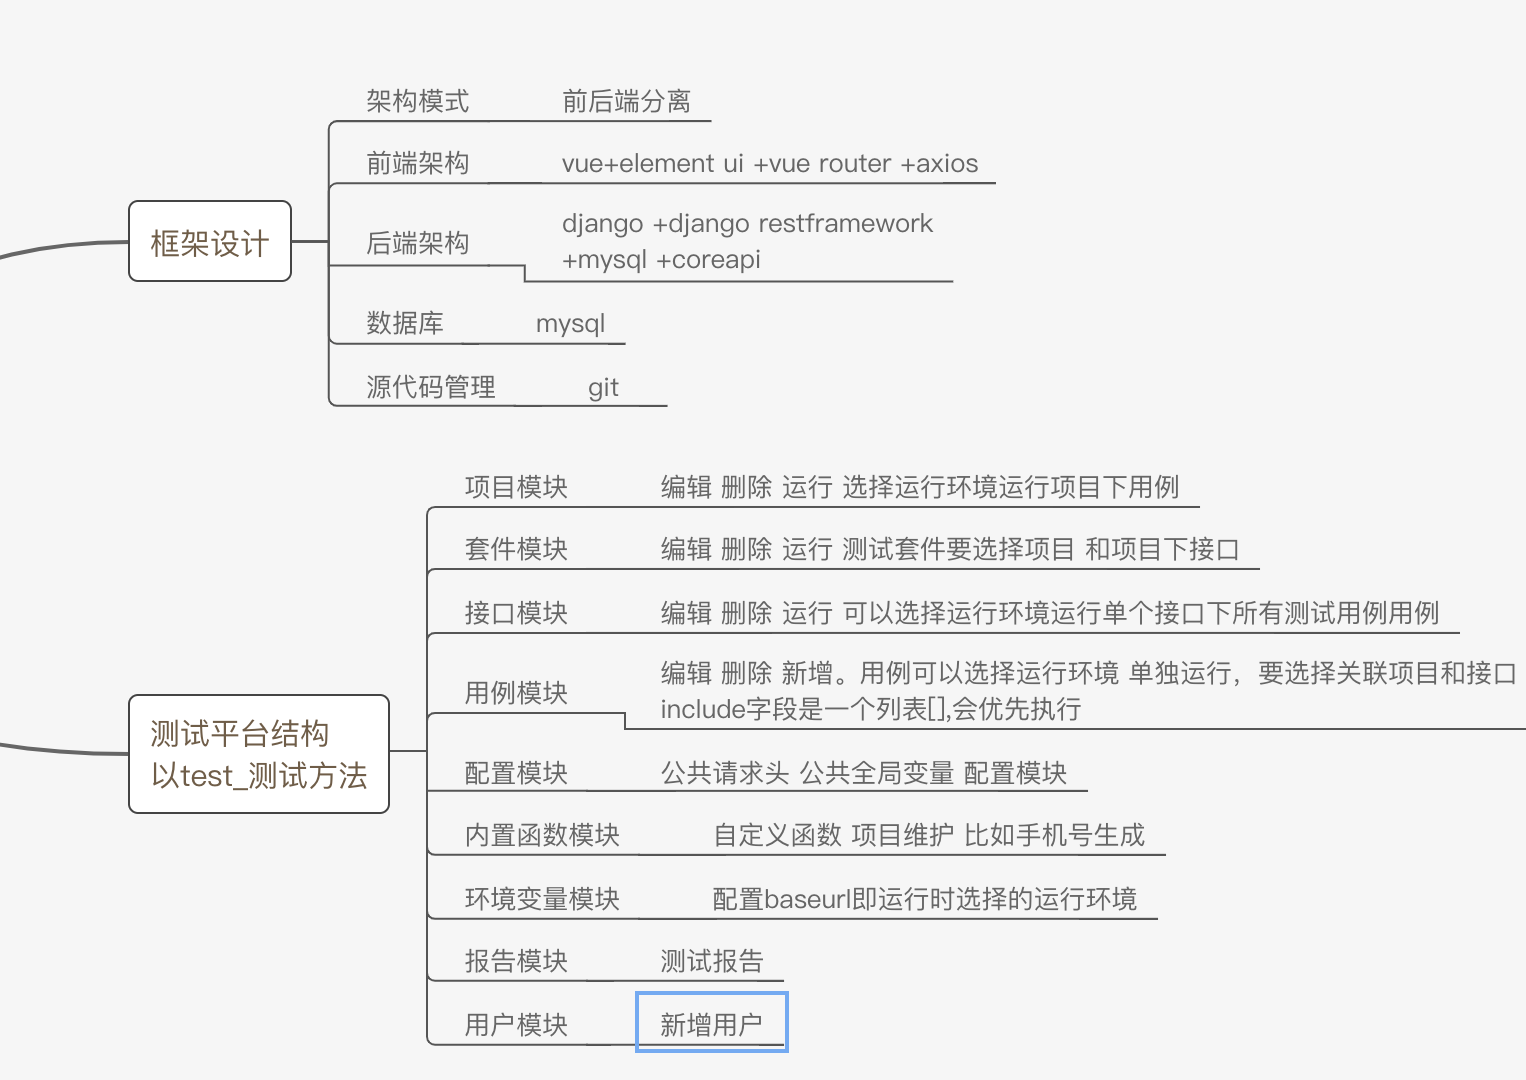 架构模式 前后端分离
前端架构 vue+element ui +vue router +axios
框架设计
后端架构 django +django restframework
+mysql +coreapi
数据库 mysql
源代码管理 git
项目模块 编辑 删除 运行 选择运行环境运行项目下用例
套件模块 编辑 删除 运行 测试套件要选择项目 和项目下接口
接口模块 编辑 删除 运行 可以选择运行环境运行单个接口下所有测试用例用例
用例模块 编辑 删除 新增。用例可以选择运行环境 单独运行，要选择关联项目和接口
include字段是一个列表[],会优先执行
测试平台结构
以test_测试方法
配置模块 公共请求头 公共全局变量 配置模块
内置函数模块 自定义函数 项目维护 比如手机号生成
环境变量模块 配置baseurl即运行时选择的运行环境
报告模块 测试报告
用户模块 新增用户